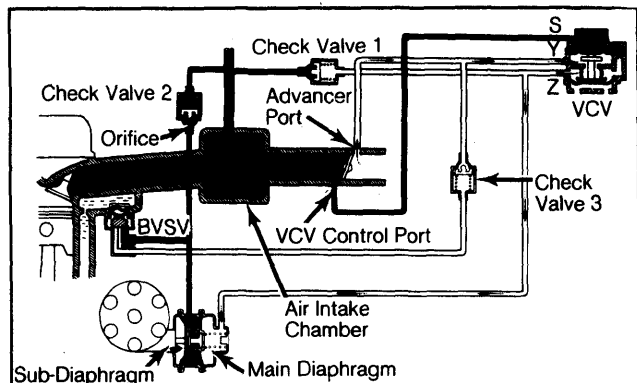 S
Check Valve 1
Y
Check Valve 2
Advancer
Port
Z
VCV
Orifice
Check
Valve 3
BVSV
VCV Control Port
Air Intake
Chamber
Sub-Diaphragm
Main Diaphragm